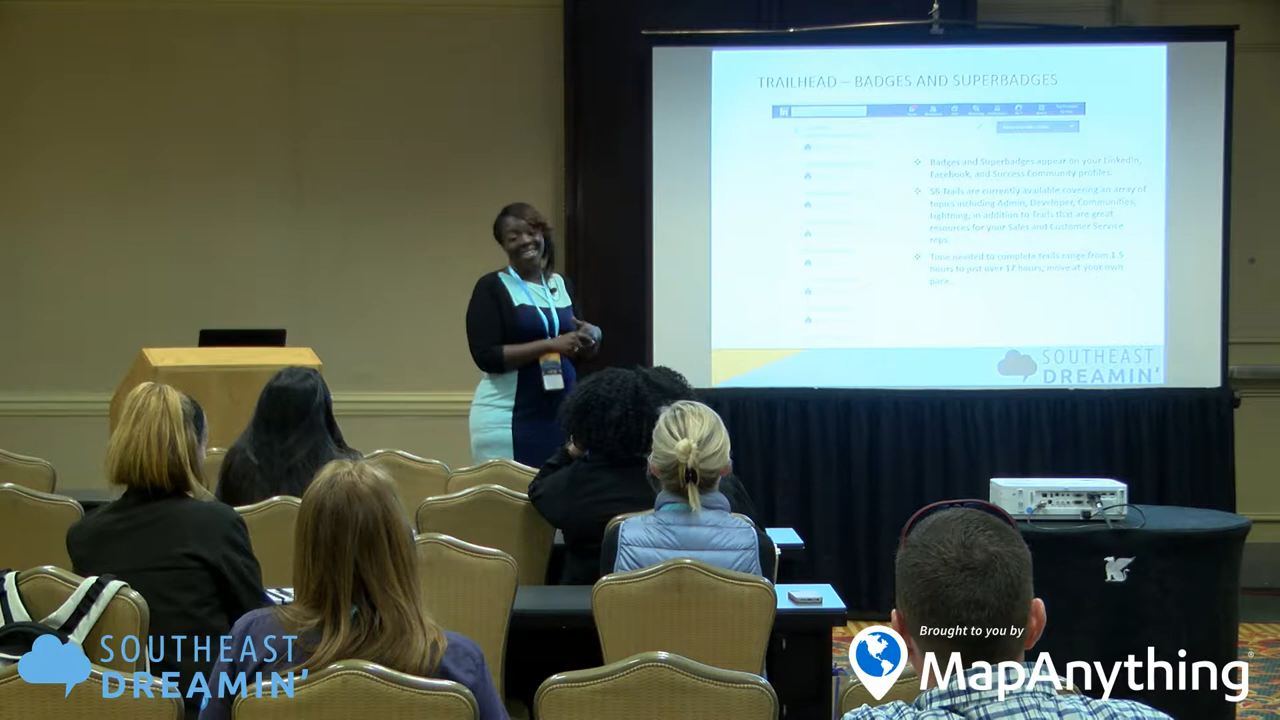 TRAILHEAD – BADGES AND SUPERBADGES
Badges and Superbadges appear on your LinkedIn,
Facebook, and Success Community profiles.
56 Trails are currently available covering an array of
topics including Admin, Developer, Communities,
Lightning, in addition to Trails that are great
resources for your Sales and Customer Service
reps.
Time needed to complete trails range from 1.5
hours to just over 17 hours, move at your own
pace.
SOUTHEAST
DREAMIN'
SOUTHEAST
DREAMIN'
Brought to you by
MapAnything®